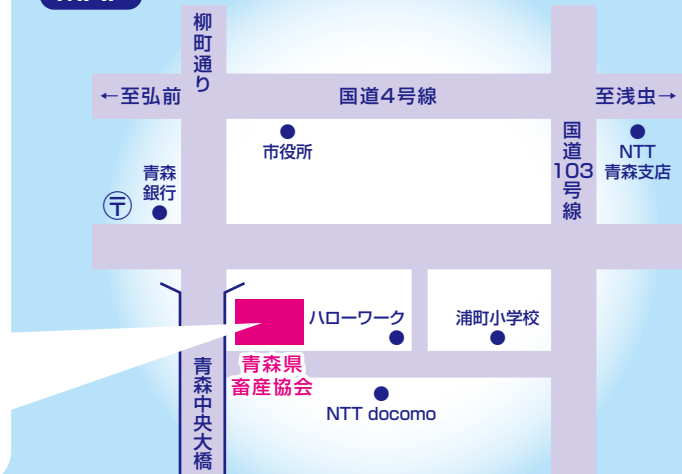 柳町通り
←至弘前
国道4号線
至浅虫→
市役所
国道103号線
NTT
青森支店
青森
銀行
〒
ハローワーク
浦町小学校
青森県
畜産協会
青森中央大橋
NTT docomo